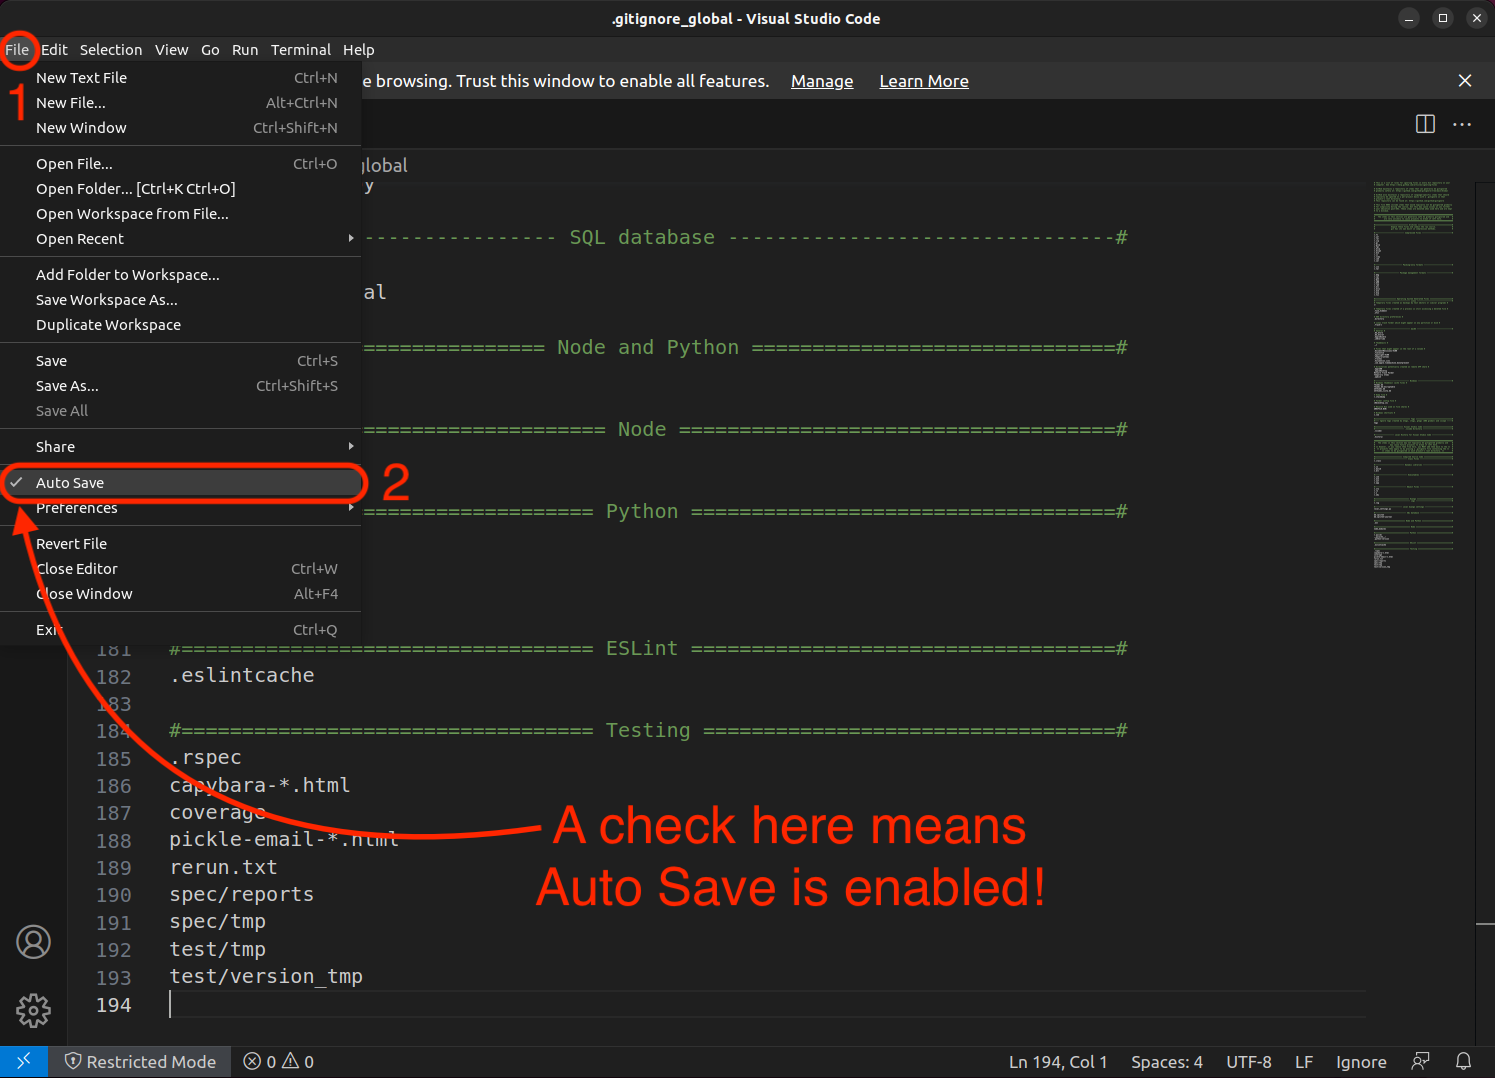 .gitignore_global - Visual Studio Code
File Edit Selection View Go Run Terminal Help
1
New Text File Ctrl+N
New File... Alt+Ctrl+N
New Window Ctrl+Shift+N
Open File... Ctrl+O
Open Folder... [Ctrl+K Ctrl+O]
Open Workspace from File...
Open Recent
Add Folder to Workspace...
Save Workspace As...
Duplicate Workspace
Save Ctrl+S
Save As... Ctrl+Shift+S
Save All
Share
Auto Save
2
Preferences
Revert File
Close Editor Ctrl+W
Close Window Alt+F4
Exit Ctrl+Q
e browsing. Trust this window to enable all features. Manage Learn More
global
y
---------------- SQL database --------------------------------#
al
=============== Node and Python ==============================#
==================== Node ====================================#
=================== Python ===================================#
181 #================================== ESLint ===================================#
182 .eslintcache
183
184 #================================== Testing ==================================#
185 .rspec
186 capybara-*.html
187 coverage
188 pickle-email-*.html
189 rerun.txt
190 spec/reports
191 spec/tmp
192 test/tmp
193 test/version_tmp
194
A check here means
Auto Save is enabled!
Restricted Mode 0 0 Ln 194, Col 1 Spaces: 4 UTF-8 LF Ignore